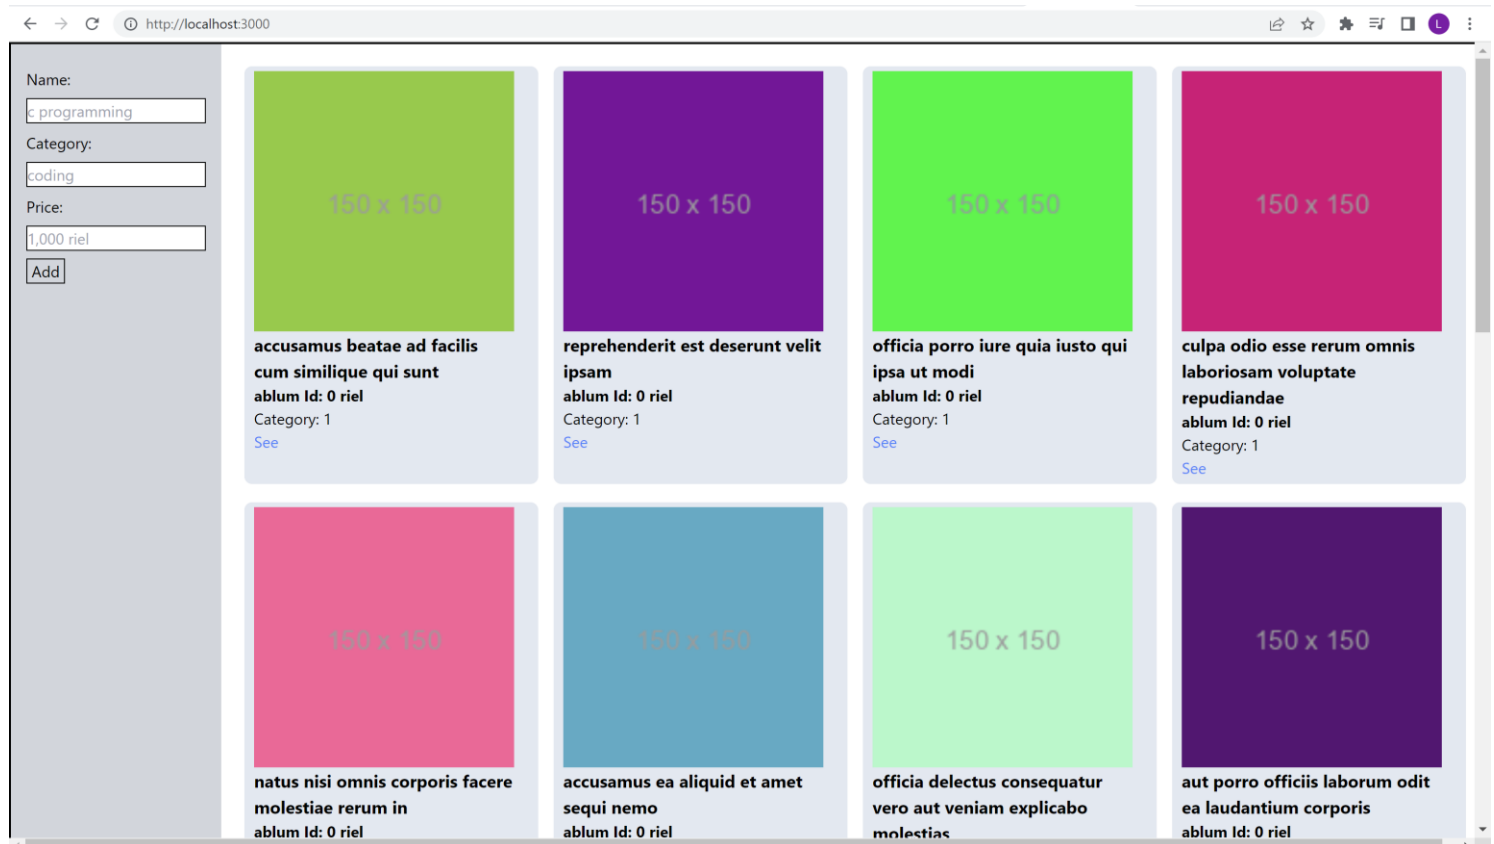 http://localhost:3000
L
Name:
c programming
Category:
coding
Price:
1,000 riel
Add
150 x 150
accusamus beatae ad facilis
cum similique qui sunt
ablum Id: 0 riel
Category: 1
See
150 x 150
reprehenderit est deserunt velit
ipsam
ablum Id: 0 riel
Category: 1
See
150 x 150
officia porro iure quia iusto qui
ipsa ut modi
ablum Id: 0 riel
Category: 1
See
150 x 150
culpa odio esse rerum omnis
laboriosam voluptate
repudiandae
ablum Id: 0 riel
Category: 1
See
150 x 150
natus nisi omnis corporis facere
molestiae rerum in
ablum Id: 0 riel
150 x 150
accusamus ea aliquid et amet
sequi nemo
ablum Id: 0 riel
150 x 150
officia delectus consequatur
vero aut veniam explicabo
molestias
150 x 150
aut porro officiis laborum odit
ea laudantium corporis
ablum Id: 0 riel